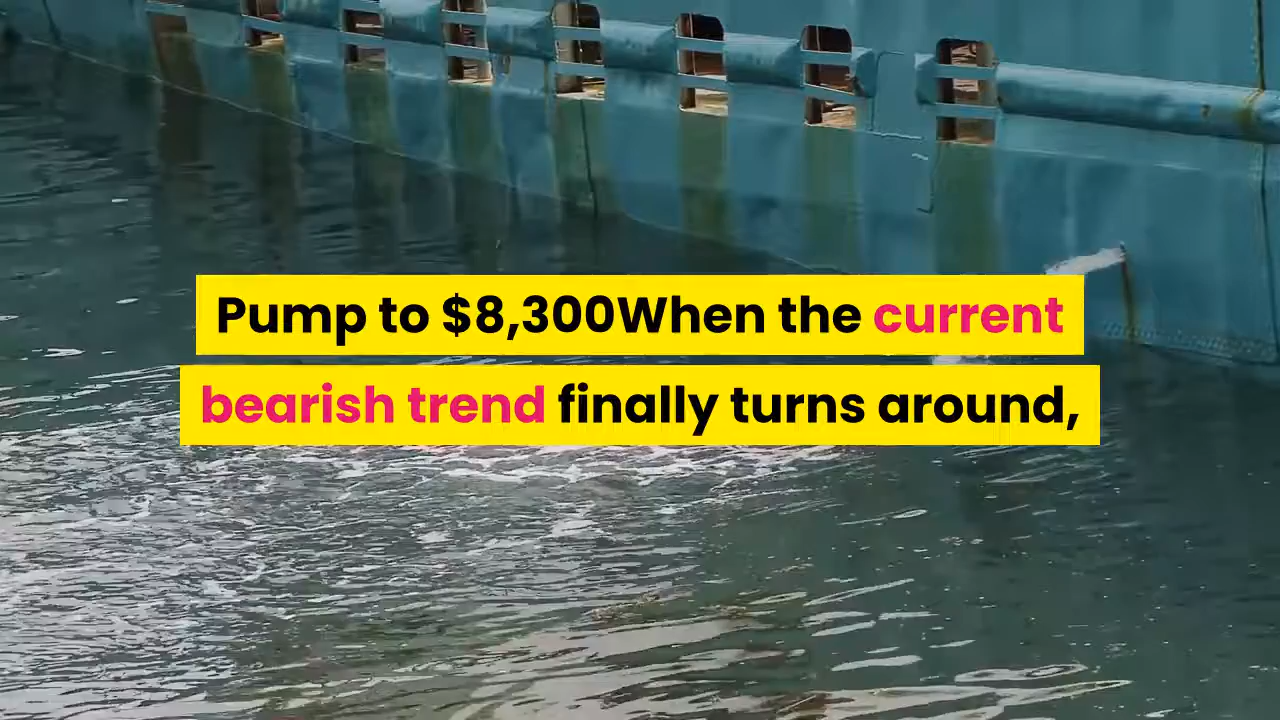 Pump to $8,300When the current
bearish trend finally turns around,